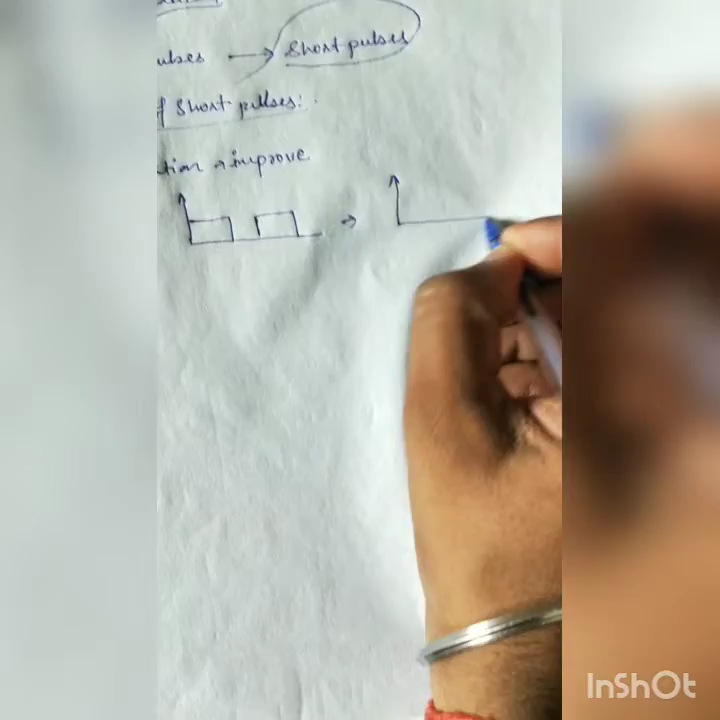 ulses → Short pulses
f Short pulses:
tion → improve
InShOt